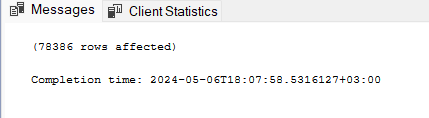 Messages Client Statistics
(78386 rows affected)
Completion time: 2024-05-06T18:07:58.5316127+03:00